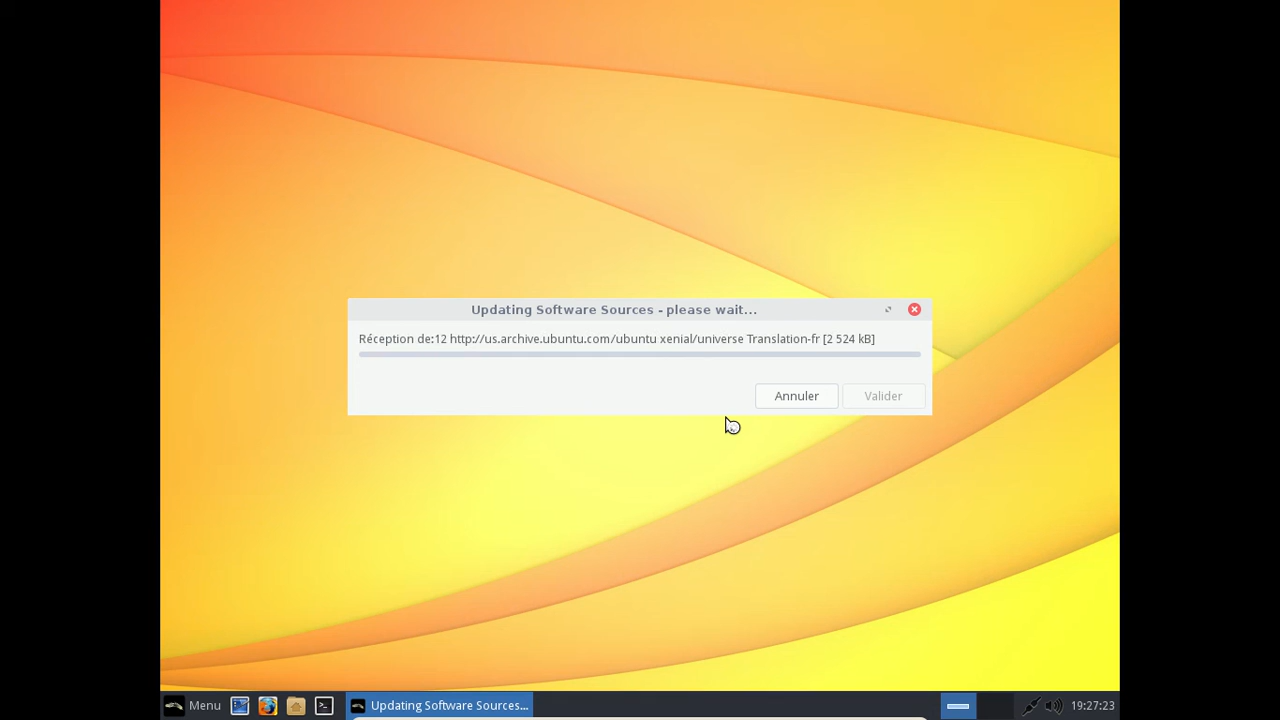 Updating Software Sources - please wait...
Réception de:12 http://us.archive.ubuntu.com/ubuntu xenial/universe Translation-fr [2 524 kB]
Annuler
Valider
Menu
Updating Software Sources...
19:27:23